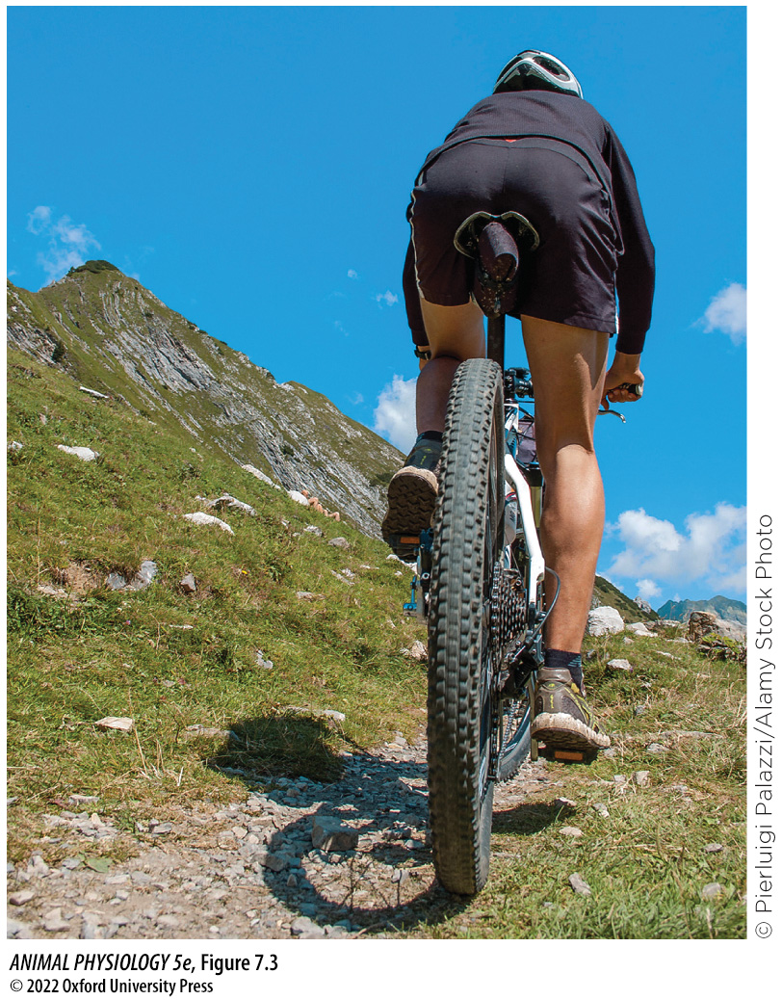 © Pierluigi Palazzi/Alamy Stock Photo
ANIMAL PHYSIOLOGY 5e, Figure 7.3
© 2022 Oxford University Press